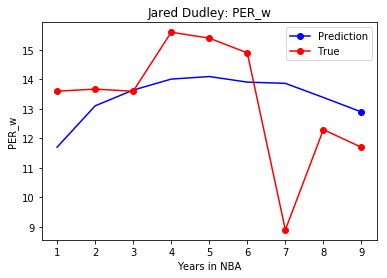 Jared Dudley: PER_w
Prediction
True
PER_w
15
14
13
12
11
10
9
1 2 3 4 5 6 7 8 9
Years in NBA